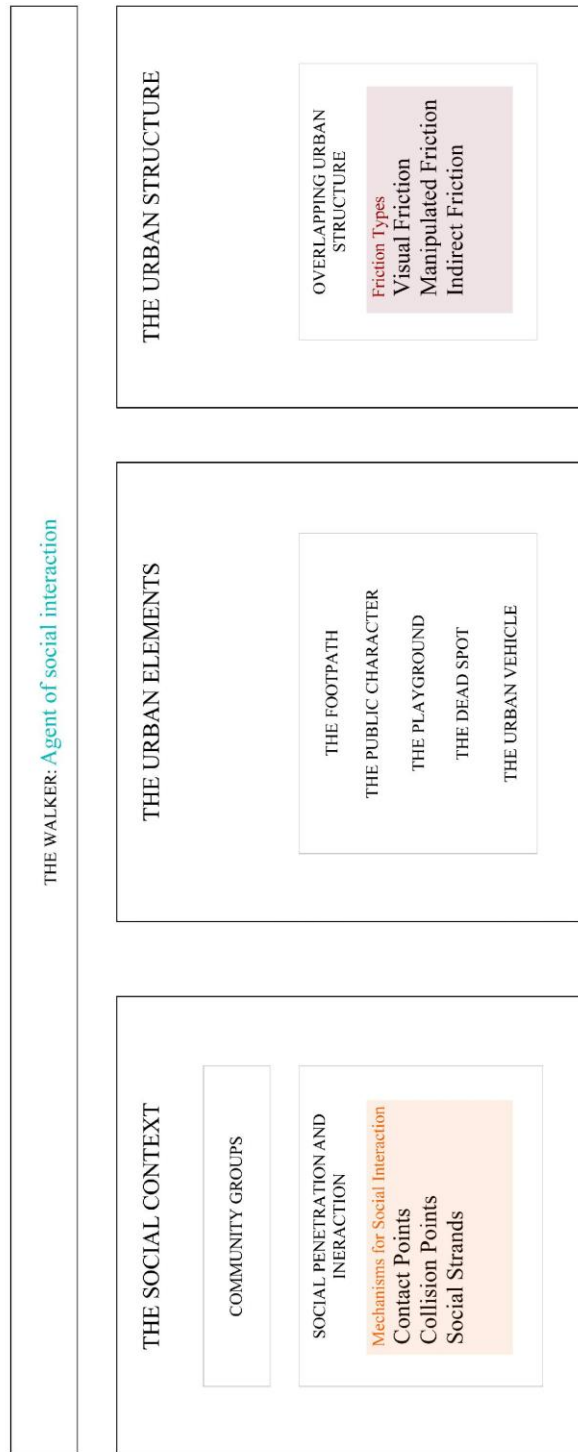 THE WALKER: Agent of social interaction
THE SOCIAL CONTEXT
COMMUNITY GROUPS
SOCIAL PENETRATION AND
INERACTION
Mechanisms for Social Interaction
Contact Points
Collision Points
Social Strands
THE URBAN ELEMENTS
THE FOOTPATH
THE PUBLIC CHARACTER
THE PLAYGROUND
THE DEAD SPOT
THE URBAN VEHICLE
THE URBAN STRUCTURE
OVERLAPPING URBAN
STRUCTURE
Friction Types
Visual Friction
Manipulated Friction
Indirect Friction